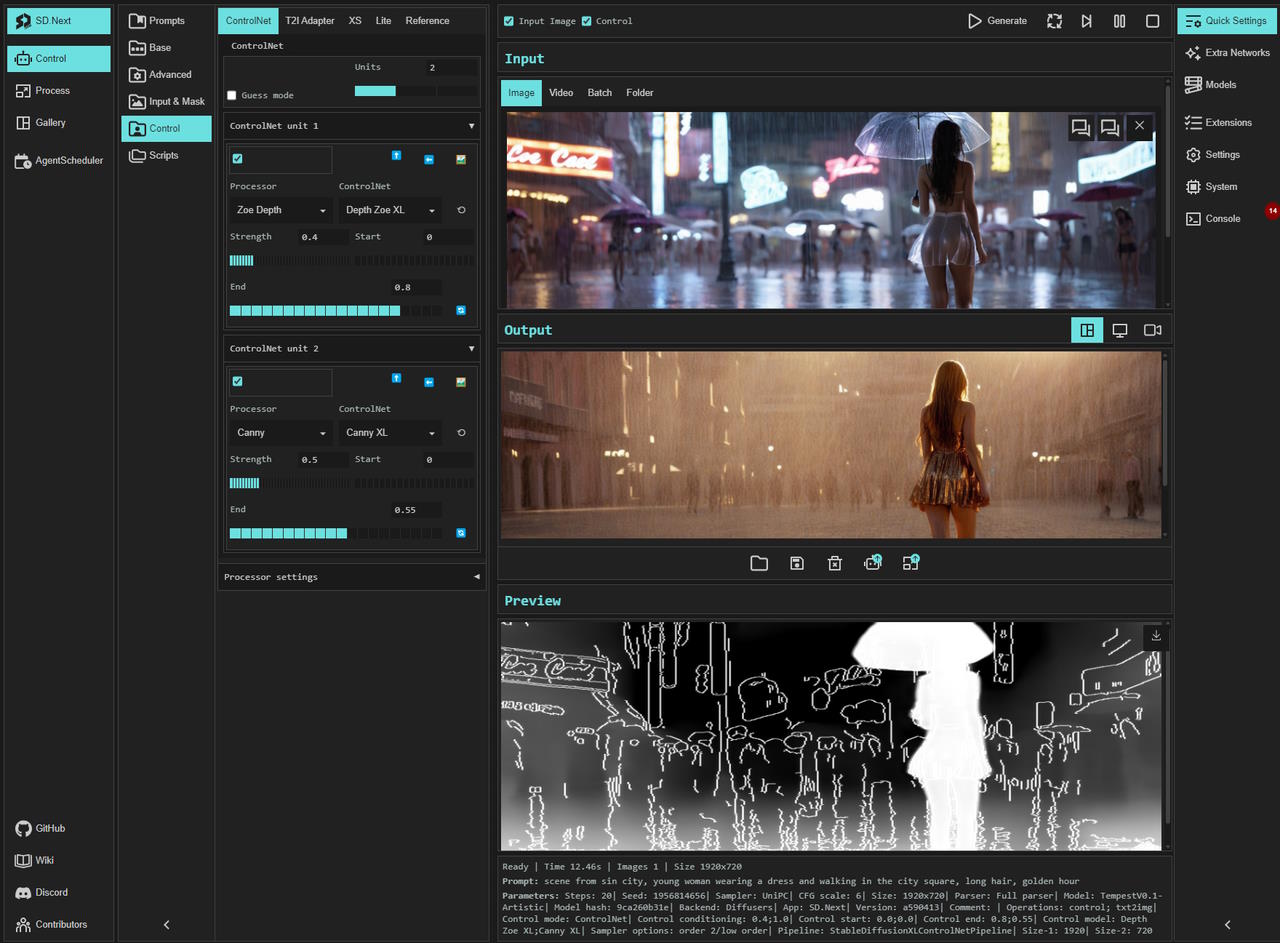 SD.Next
Control
Process
Gallery
AgentScheduler
GitHub
Wiki
Discord
Contributors
Prompts
Base
Advanced
Input & Mask
Control
Scripts
ControlNet T2I Adapter XS Lite Reference
ControlNet
Units 2
Guess mode
ControlNet unit 1
Processor ControlNet
Zoe Depth Depth Zoe XL
Strength 0.4 Start 0
End 0.8
ControlNet unit 2
Processor ControlNet
Canny Canny XL
Strength 0.5 Start 0
End 0.55
Processor settings
Input Image Control Generate
Input
Image Video Batch Folder
Output
Preview
Ready | Time 12.46s | Images 1 | Size 1920x720
Prompt: scene from sin city, young woman wearing a dress and walking in the city square, long hair, golden hour
Parameters: Steps: 20| Seed: 1956814656| Sampler: UniPC| CFG scale: 6| Size: 1920x720| Parser: Full parser| Model: TempestV0.1-
Artistic| Model hash: 9ca260b31e| Backend: Diffusers| App: SD.Next| Version: a590413| Comment: | Operations: control; txt2img|
Control mode: ControlNet| Control conditioning: 0.4;1.0| Control start: 0.0;0.0| Control end: 0.8;0.55| Control model: Depth
Zoe XL;Canny XL| Sampler options: order 2/low order| Pipeline: StableDiffusionXLControlNetPipeline| Size-1: 1920| Size-2: 720
Quick Settings
Extra Networks
Models
Extensions
Settings
System
Console
14